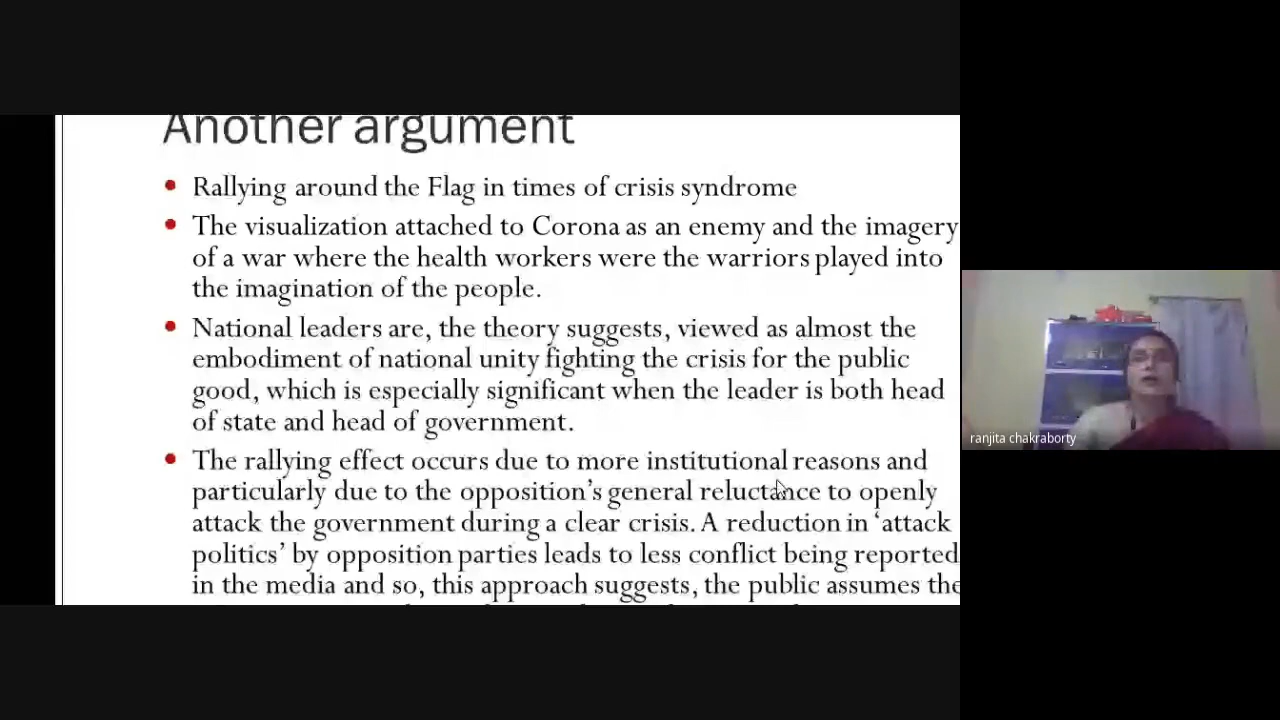 Another argument
Rallying around the Flag in times of crisis syndrome
The visualization attached to Corona as an enemy and the imagery
of a war where the health workers were the warriors played into
the imagination of the people.
National leaders are, the theory suggests, viewed as almost the
embodiment of national unity fighting the crisis for the public
good, which is especially significant when the leader is both head
of state and head of government.
The rallying effect occurs due to more institutional reasons and
particularly due to the opposition's general reluctance to openly
attack the government during a clear crisis. A reduction in ‘attack
politics’ by opposition parties leads to less conflict being reported
in the media and so, this approach suggests, the public assumes the
ranjita chakraborty